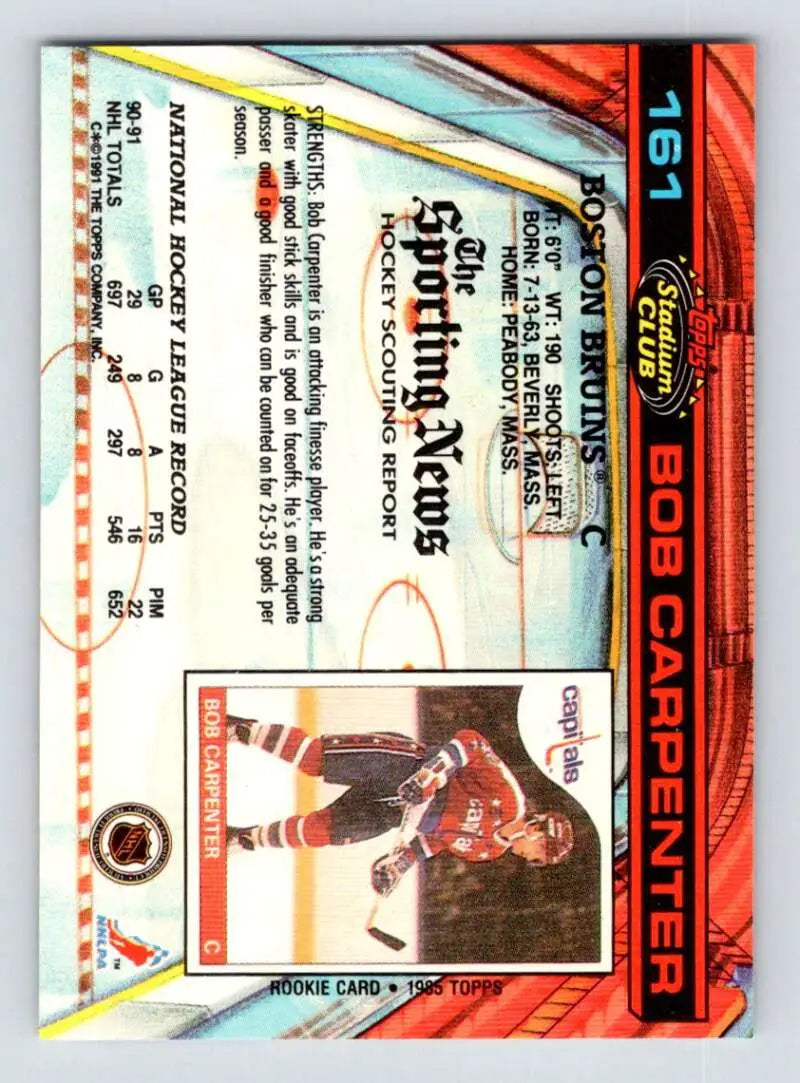 161
Topps
Stadium
CLUB
BOB CARPENTER
BOSTON BRUINS® C
HT: 6'0" WT: 190 SHOOTS: LEFT
BORN: 7-13-63, BEVERLY, MASS.
HOME: PEABODY, MASS.
The
Sporting News
HOCKEY SCOUTING REPORT
STRENGTHS: Bob Carpenter is an attacking finesse player. He's a strong
skater with good stick skills and is good on faceoffs. He's an adequate
passer and a good finisher who can be counted on for 25-35 goals per
season.
NATIONAL HOCKEY LEAGUE RECORD
GP G A PTS PIM
90-91 29 8 8 16 22
NHL TOTALS 697 249 297 546 652
C*©1991 THE TOPPS COMPANY, INC.
capitals
BOB CARPENTER C
ROOKIE CARD • 1985 TOPPS
NHL
NHLPA
TM